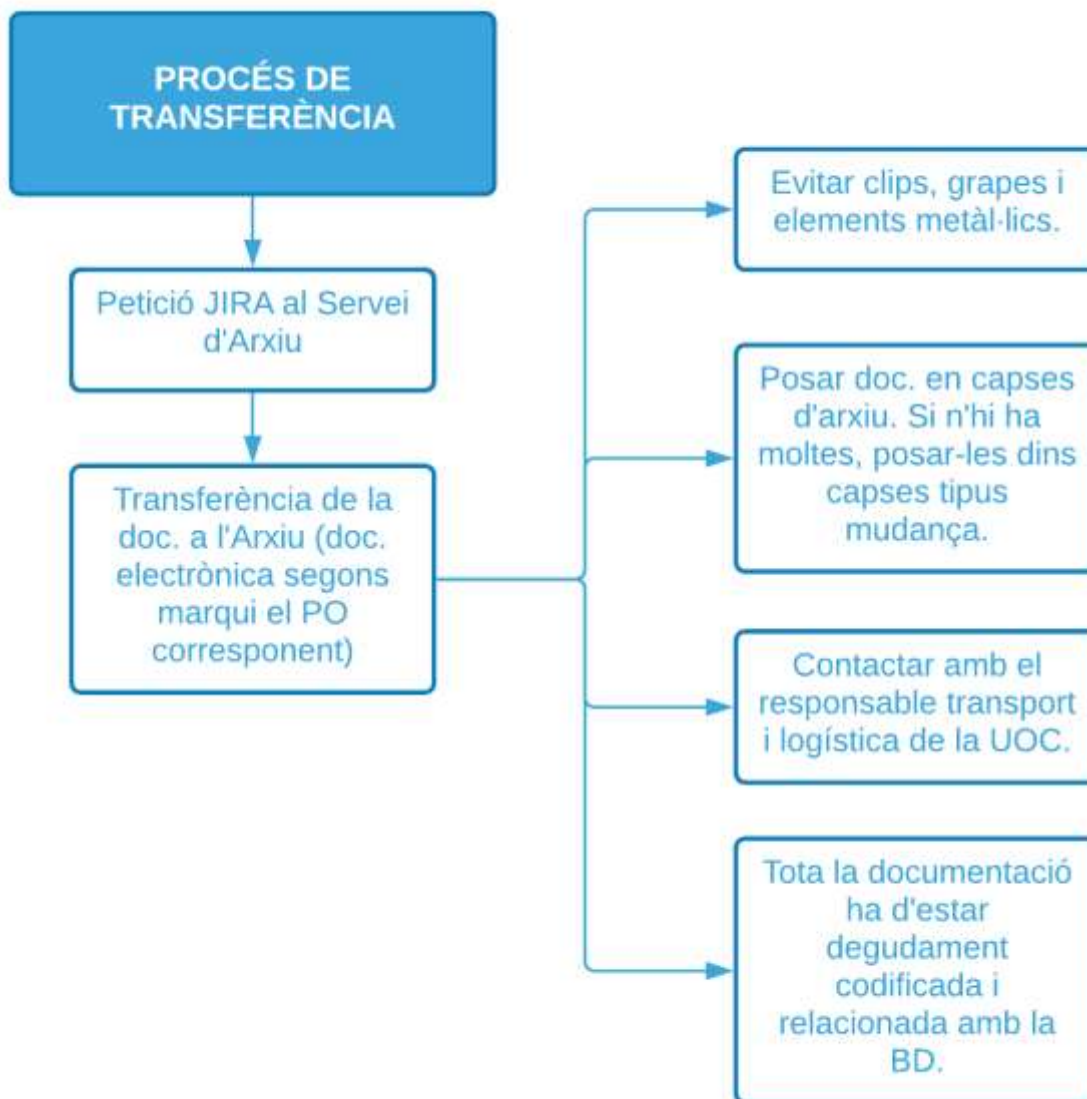 PROCÉS DE
TRANSFERÈNCIA
Petició JIRA al Servei
d'Arxiu
Transferència de la
doc. a l'Arxiu (doc.
electrònica segons
marqui el PO
corresponent)
Evitar clips, grapes i
elements metàl·lics.
Posar doc. en capses
d'arxiu. Si n'hi ha
moltes, posar-les dins
capses tipus
mudança.
Contactar amb el
responsable transport
i logística de la UOC.
Tota la documentació
ha d'estar
degudament
codificada i
relacionada amb la
BD.